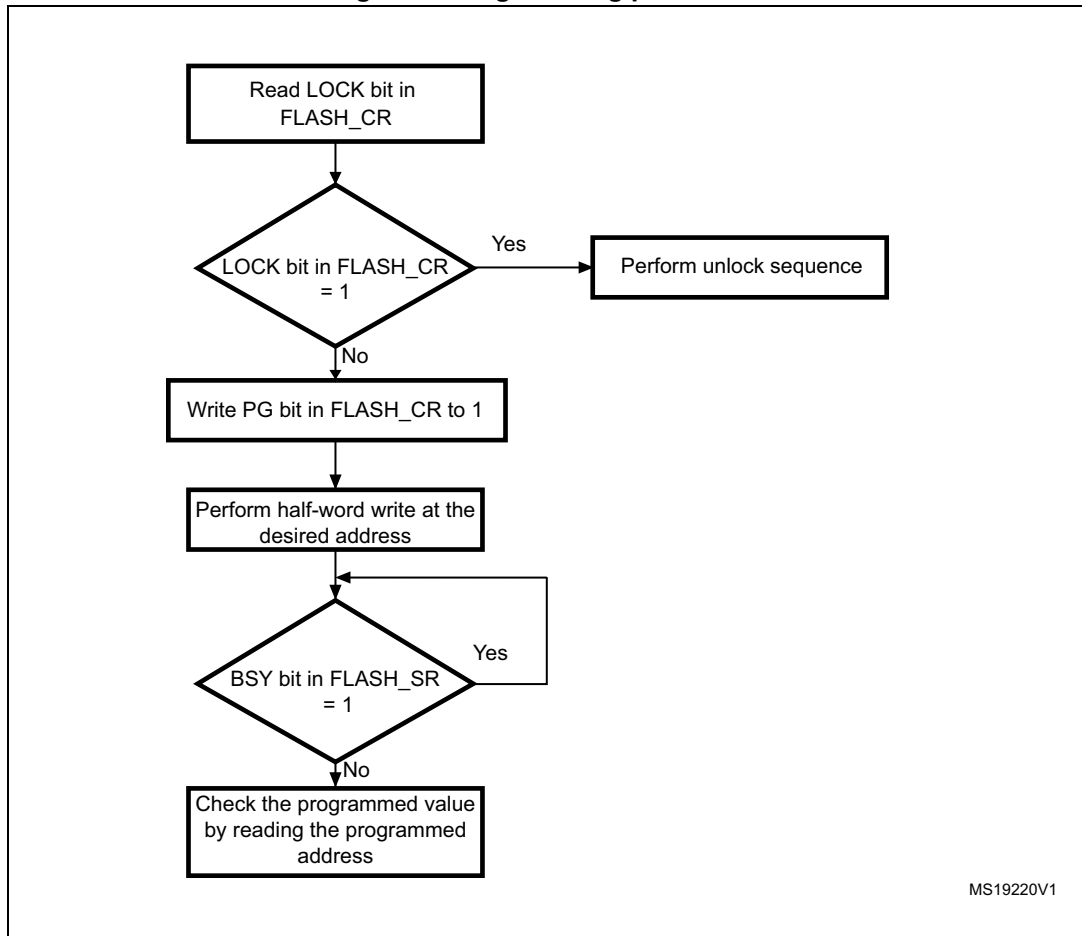 Read LOCK bit in
FLASH_CR
LOCK bit in FLASH_CR
= 1
Yes
Perform unlock sequence
No
Write PG bit in FLASH_CR to 1
Perform half-word write at the
desired address
BSY bit in FLASH_SR
= 1
Yes
No
Check the programmed value
by reading the programmed
address
MS19220V1